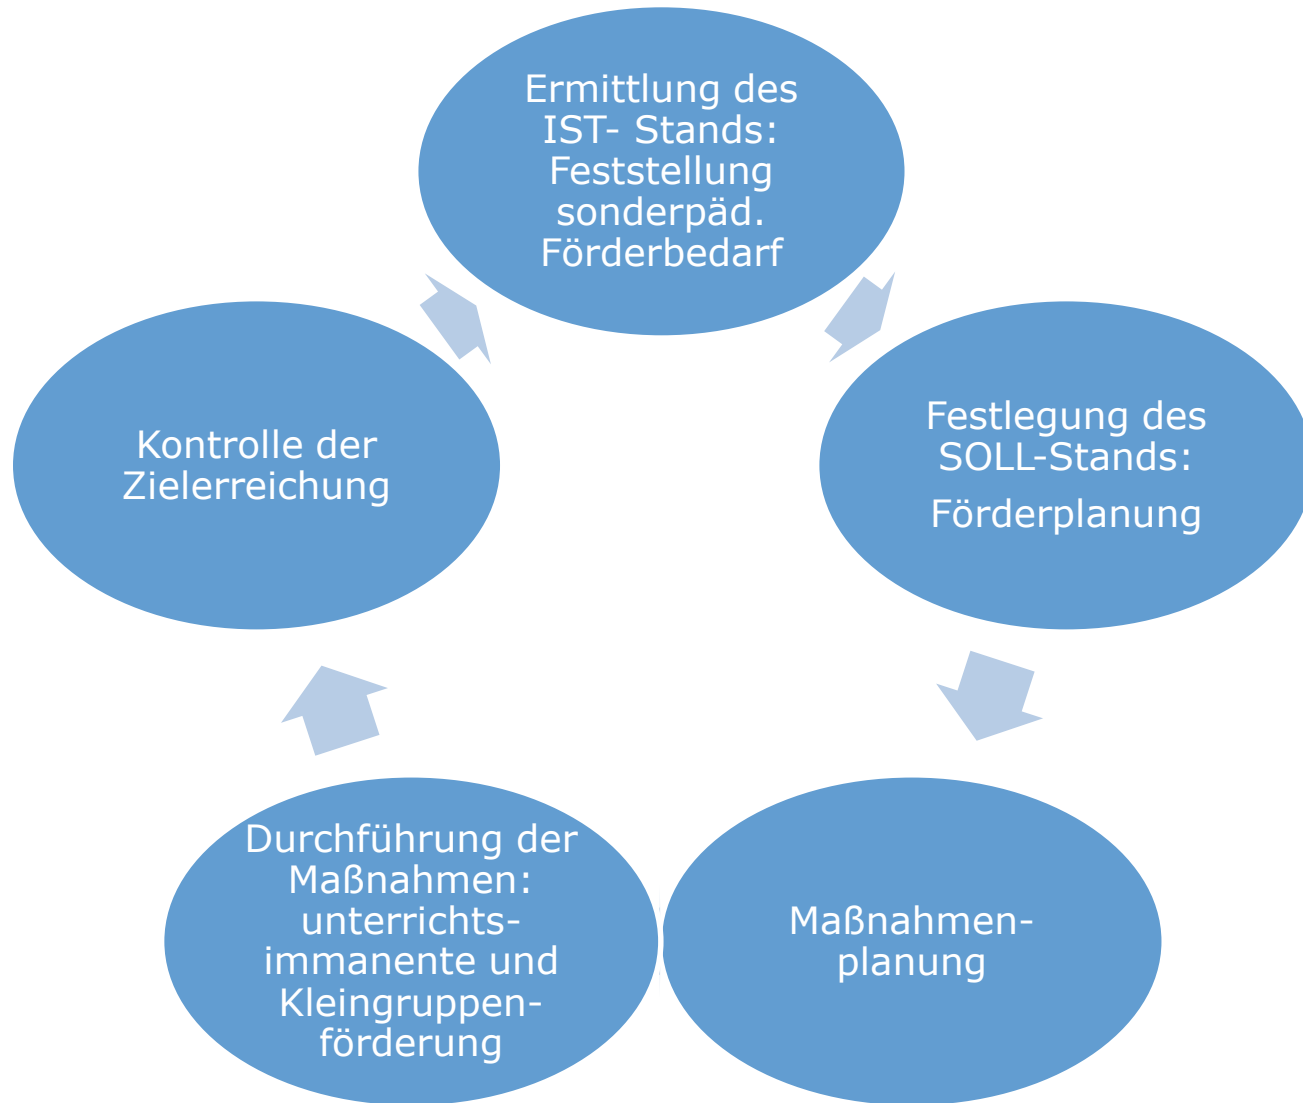 Ermittlung des
IST- Stands:
Feststellung
sonderpäd.
Förderbedarf
Festlegung des
SOLL-Stands:
Förderplanung
Maßnahmen-
planung
Durchführung der
Maßnahmen:
unterrichts-
immanente und
Kleingruppen-
förderung
Kontrolle der
Zielerreichung